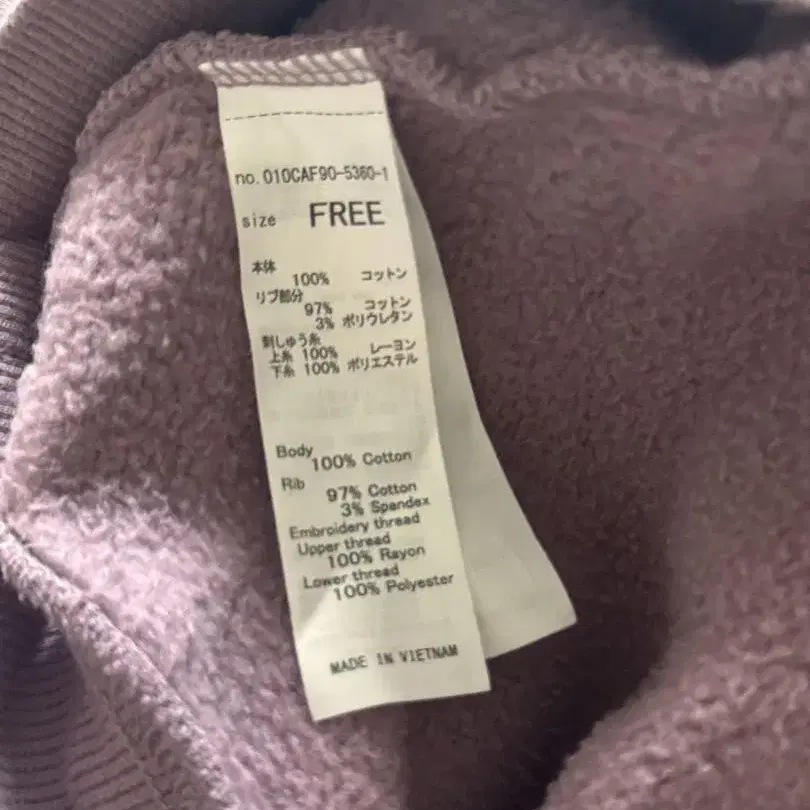 no.010CAF90-5360-1
size FREE
本体
100% コットン
リブ部分
97% コットン
3% ポリウレタン
刺しゅう糸
上糸 100% レーヨン
下糸 100% ポリエステル
Body
100% Cotton
Rib
97% Cotton
3% Spandex
Embroidery thread
Upper thread
100% Rayon
Lower thread
100% Polyester
MADE IN VIETNAM